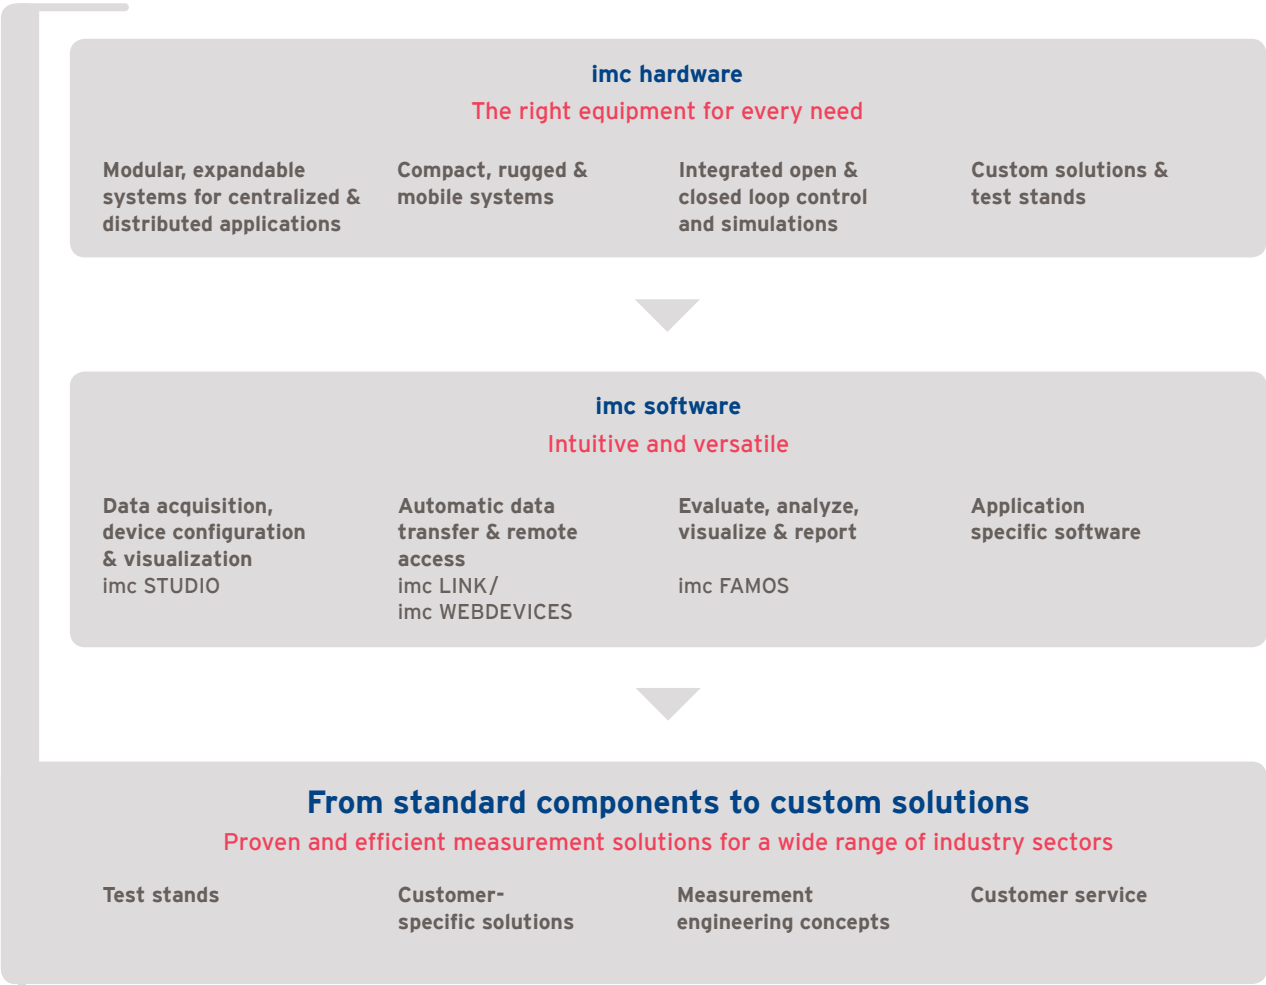 imc hardware
The right equipment for every need
Modular, expandable
systems for centralized &
distributed applications
Compact, rugged &
mobile systems
Integrated open &
closed loop control
and simulations
Custom solutions &
test stands
imc software
Intuitive and versatile
Data acquisition,
device configuration
& visualization
imc STUDIO
Automatic data
transfer & remote
access
imc LINK/
imc WEBDEVICES
Evaluate, analyze,
visualize & report
imc FAMOS
Application
specific software
From standard components to custom solutions
Proven and efficient measurement solutions for a wide range of industry sectors
Test stands
Customer-
specific solutions
Measurement
engineering concepts
Customer service